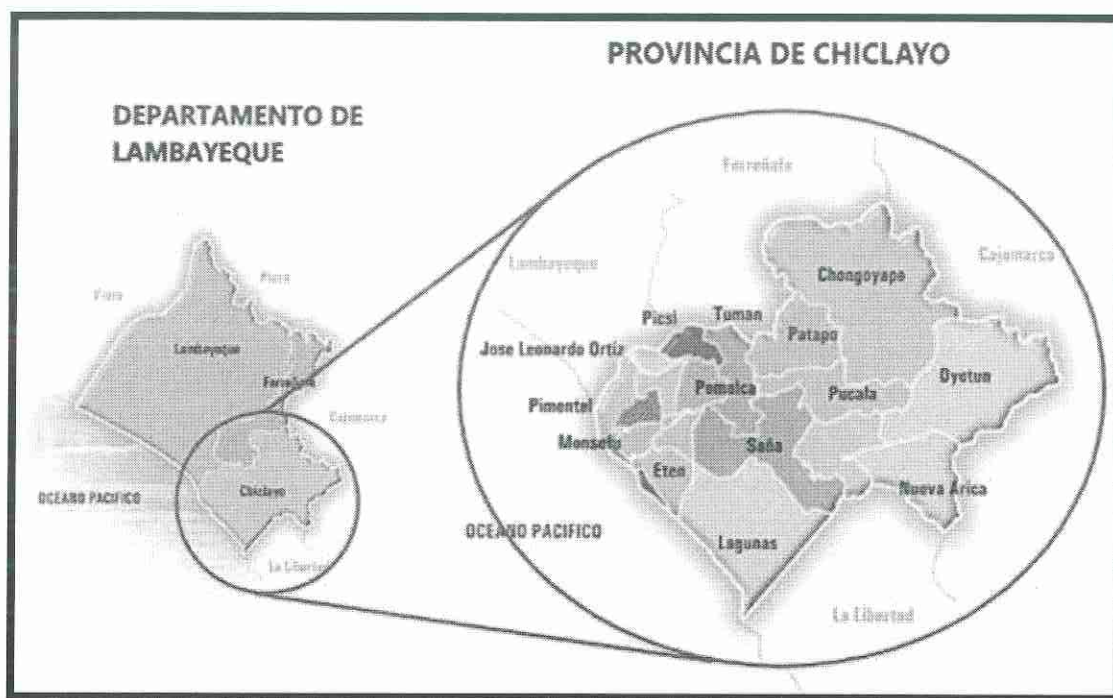 PROVINCIA DE CHICLAYO
DEPARTAMENTO DE
LAMBAYEQUE
Piura
Piura
Lambayeque
Ferreñafe
Cajamarca
Chiclayo
OCEANO PACIFICO
La Libertad
Ferreñafe
Lambayeque
Cajamarca
Chongoyape
Picsi
Tuman
Patapo
Jose Leonardo Ortiz
Oyotun
Pomalca
Pucala
Pimentel
Monsefu
Saña
Eten
Nueva Arica
OCEANO PACIFICO
Lagunas
La Libertad